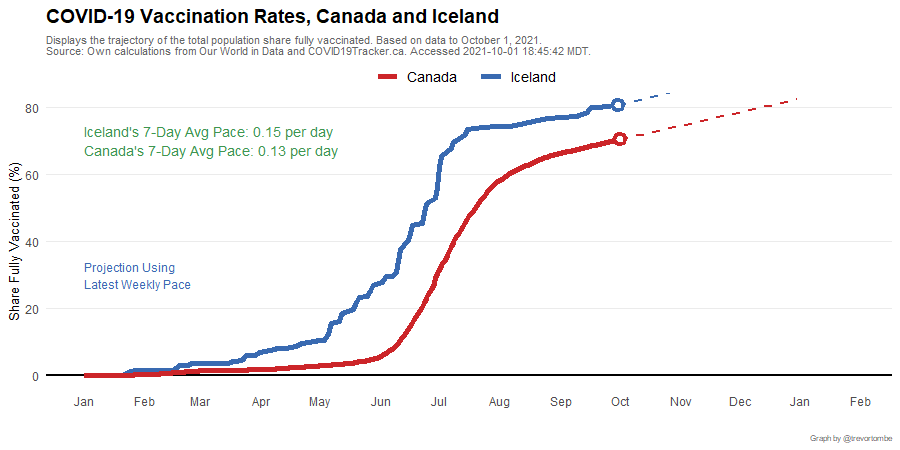 COVID-19 Vaccination Rates, Canada and Iceland
Displays the trajectory of the total population share fully vaccinated. Based on data to October 1, 2021.
Source: Own calculations from Our World in Data and COVID19Tracker.ca. Accessed 2021-10-01 18:45:42 MDT.
Canada Iceland
Share Fully Vaccinated (%)
80
60
40
20
0
Iceland's 7-Day Avg Pace: 0.15 per day
Canada's 7-Day Avg Pace: 0.13 per day
Projection Using
Latest Weekly Pace
Jan Feb Mar Apr May Jun Jul Aug Sep Oct Nov Dec Jan Feb
Graph by @trevortombe